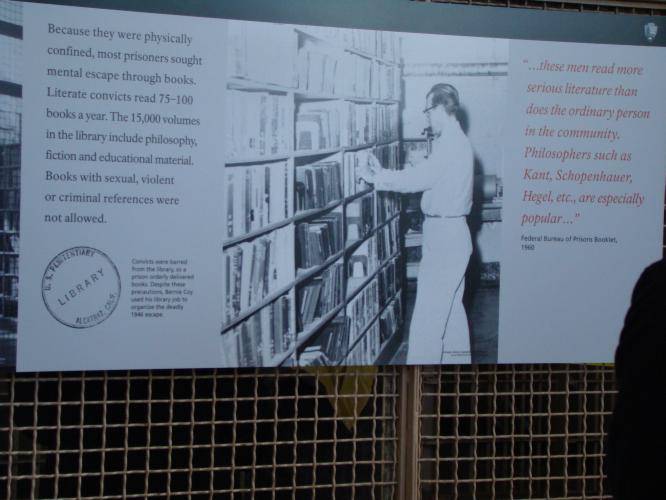 Because they were physically
confined, most prisoners sought
mental escape through books.
Literate convicts read 75–100
books a year. The 15,000 volumes
in the library include philosophy,
fiction and educational material.
Books with sexual, violent
or criminal references were
not allowed.
U.S. PENITENTIARY
LIBRARY
ALCATRAZ, CALIF.
Convicts were barred
from the library, so a
prison orderly delivered
books. Despite these
precautions, Bernie Coy
used his library job to
organize the deadly
1946 escape.
“...these men read more
serious literature than
does the ordinary person
in the community.
Philosophers such as
Kant, Schopenhauer,
Hegel, etc., are especially
popular...”
Federal Bureau of Prisons Booklet,
1960